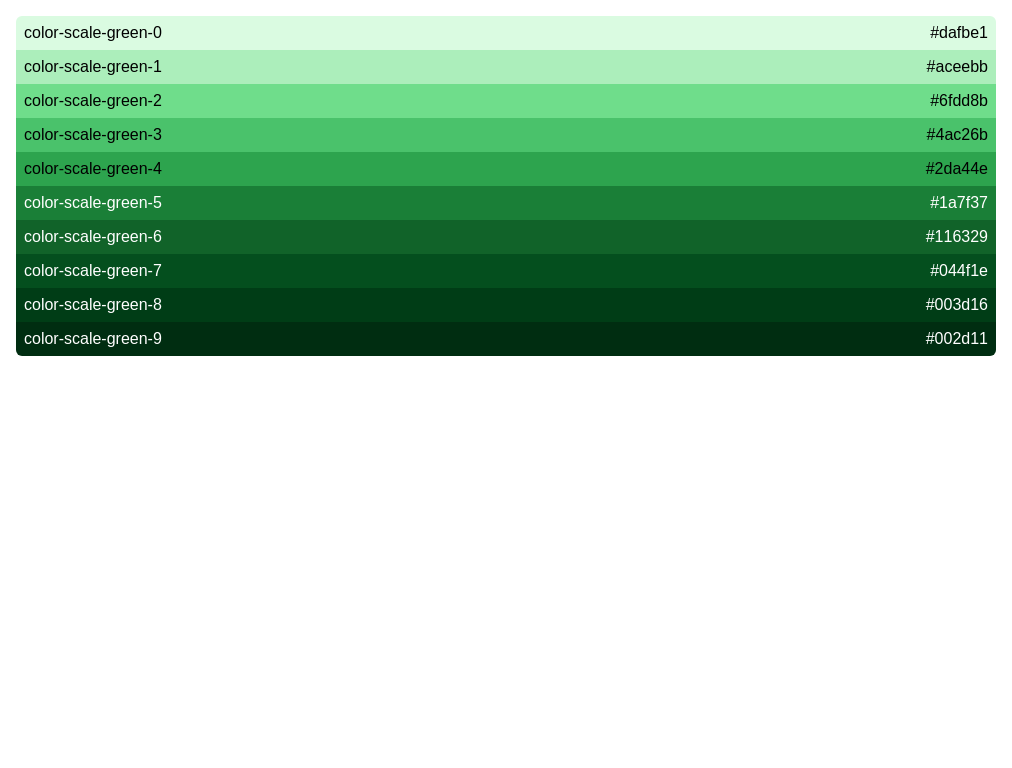 color-scale-green-0 #dafbe1
color-scale-green-1 #aceebb
color-scale-green-2 #6fdd8b
color-scale-green-3 #4ac26b
color-scale-green-4 #2da44e
color-scale-green-5 #1a7f37
color-scale-green-6 #116329
color-scale-green-7 #044f1e
color-scale-green-8 #003d16
color-scale-green-9 #002d11